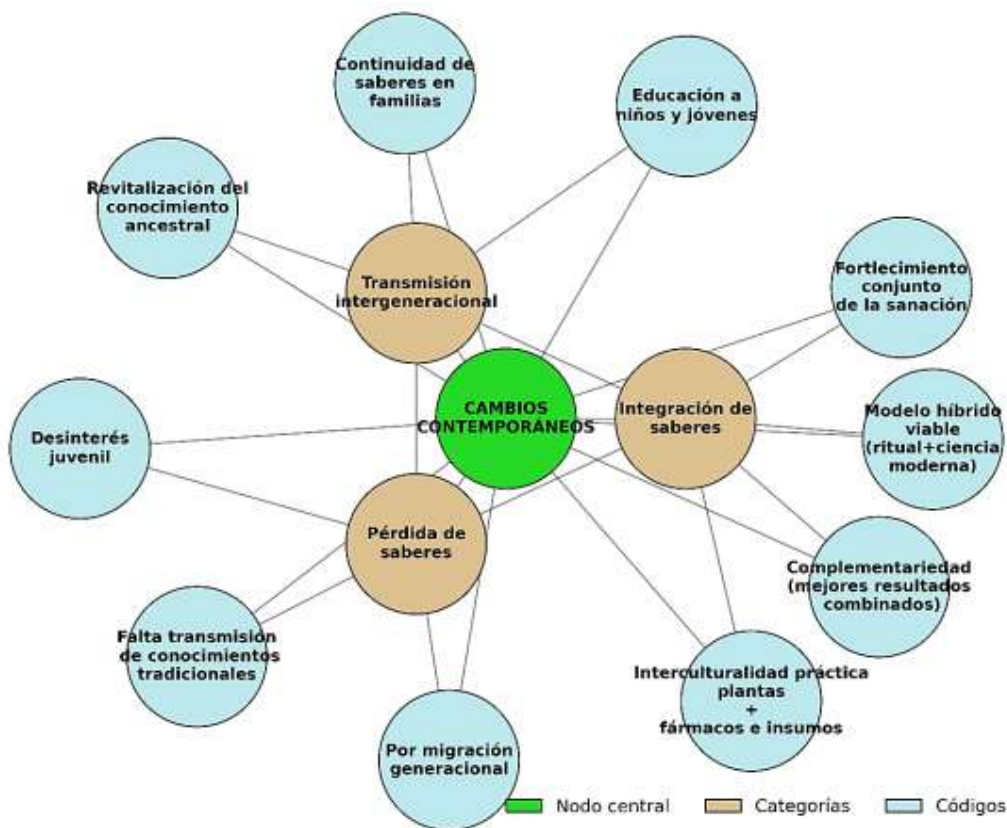 Continuidad de
saberes en
familias
Educación a
niños y jóvenes
Revitalización del
conocimiento
ancestral
Transmisión
intergeneracional
Fortlecimiento
conjunto
de la sanación
CAMBIOS
CONTEMPORÁNEOS
Integración de
saberes
Modelo híbrido
viable
(ritual+ciencia
moderna)
Desinterés
juvenil
Pérdida de
saberes
Complementariedad
(mejores resultados
combinados)
Falta transmisión
de conocimientos
tradicionales
Interculturalidad práctica
plantas
+
fármacos e insumos
Por migración
generacional
Nodo central
Categorías
Códigos